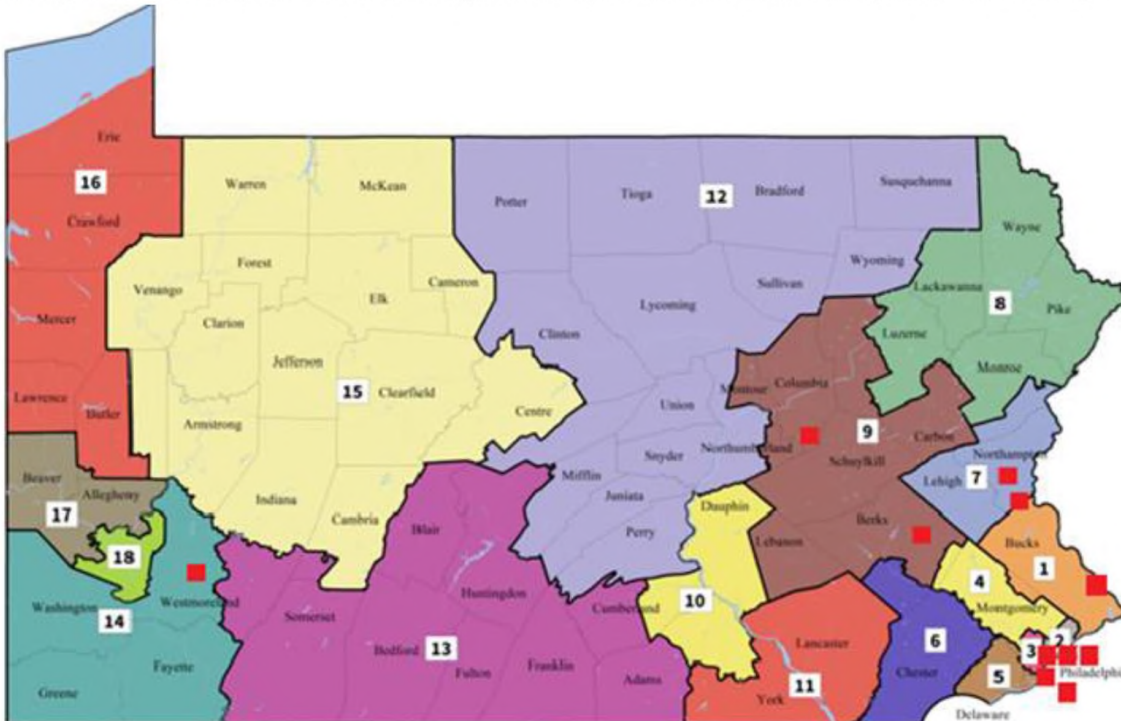 Erie
16
Crawford
Warren
McKean
Potter
Tioga
12
Bradford
Susquehanna
Wayne
Venango
Forest
Elk
Cameron
Lycoming
Sullivan
Wyoming
Lackawanna
8
Pike
Mercer
Clarion
Jefferson
Clinton
Luzerne
Monroe
Lawrence
Butler
15
Clearfield
Centre
Union
Montour
Columbia
Armstrong
Snyder
Northumberland
9
Carbon
Northampton
Beaver
Allegheny
Mifflin
Schuylkill
Lehigh
7
17
Indiana
Cambria
Juniata
Dauphin
18
Blair
Perry
Lebanon
Berks
Bucks
1
Washington
Westmoreland
Huntingdon
Cumberland
10
4
Montgomery
14
Somerset
Bedford
13
Fulton
Franklin
Lancaster
6
2
3
Greene
Fayette
Adams
York
11
Chester
5
Philadelphi
Delaware